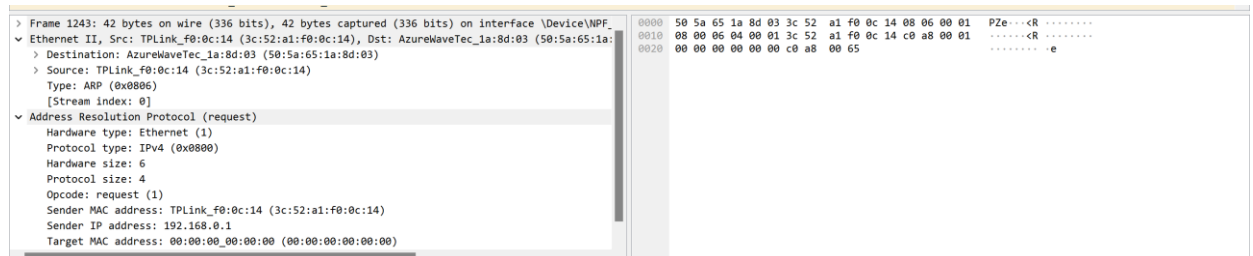 Frame 1243: 42 bytes on wire (336 bits), 42 bytes captured (336 bits) on interface \Device\NPF_
Ethernet II, Src: TPLink_f0:0c:14 (3c:52:a1:f0:0c:14), Dst: AzureWaveTec_1a:8d:03 (50:5a:65:1a:
Destination: AzureWaveTec_1a:8d:03 (50:5a:65:1a:8d:03)
Source: TPLink_f0:0c:14 (3c:52:a1:f0:0c:14)
Type: ARP (0x0806)
[Stream index: 0]
Address Resolution Protocol (request)
Hardware type: Ethernet (1)
Protocol type: IPv4 (0x0800)
Hardware size: 6
Protocol size: 4
Opcode: request (1)
Sender MAC address: TPLink_f0:0c:14 (3c:52:a1:f0:0c:14)
Sender IP address: 192.168.0.1
Target MAC address: 00:00:00_00:00:00 (00:00:00:00:00:00)
0000 50 5a 65 1a 8d 03 3c 52 a1 f0 0c 14 08 06 00 01 PZe···<R ········
0010 08 00 06 04 00 01 3c 52 a1 f0 0c 14 c0 a8 00 01 ······<R ········
0020 00 00 00 00 00 00 c0 a8 00 65 ········ ·e